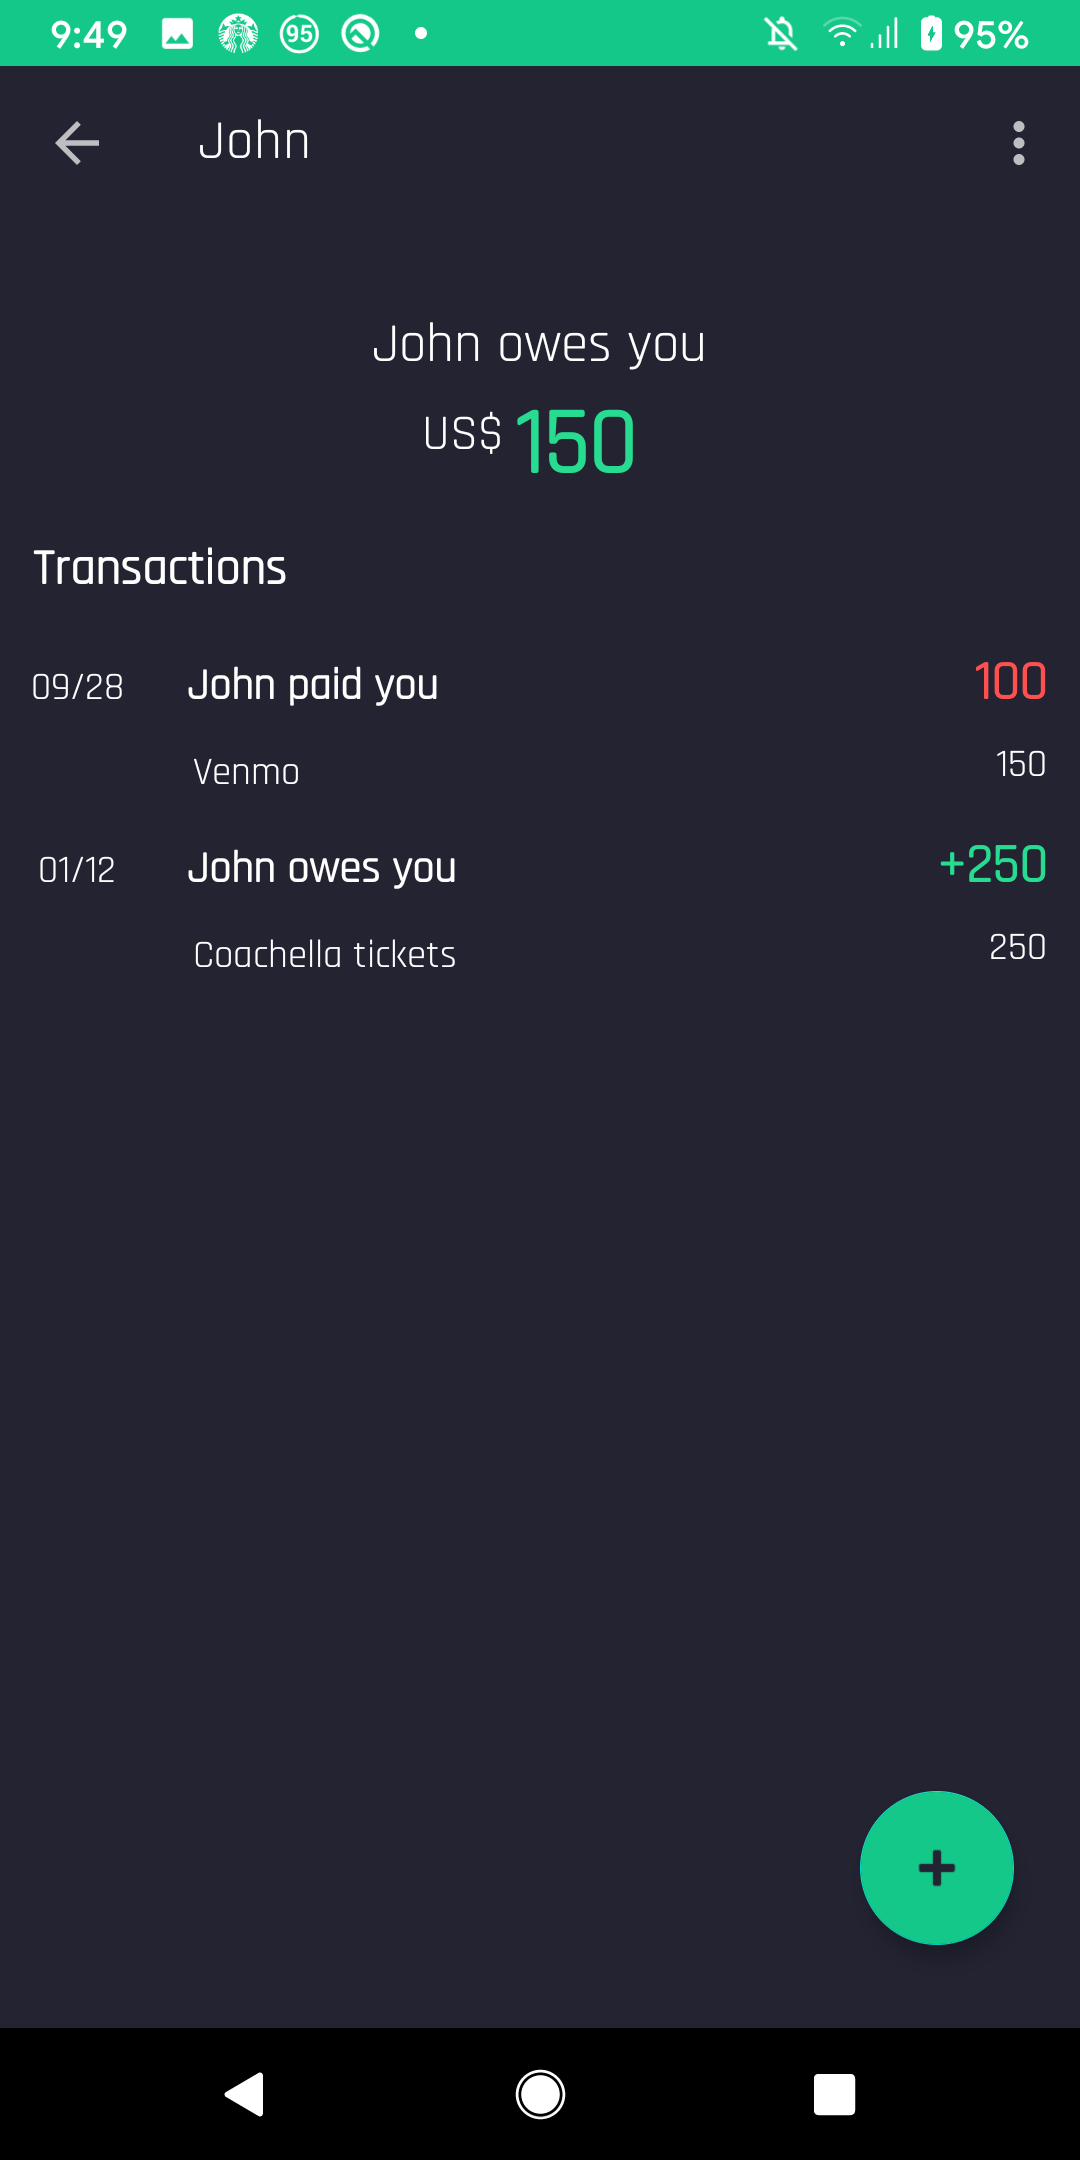 9:49 95 95%
John
John owes you
US$ 150
Transactions
09/28 John paid you 100
Venmo 150
01/12 John owes you +250
Coachella tickets 250
+